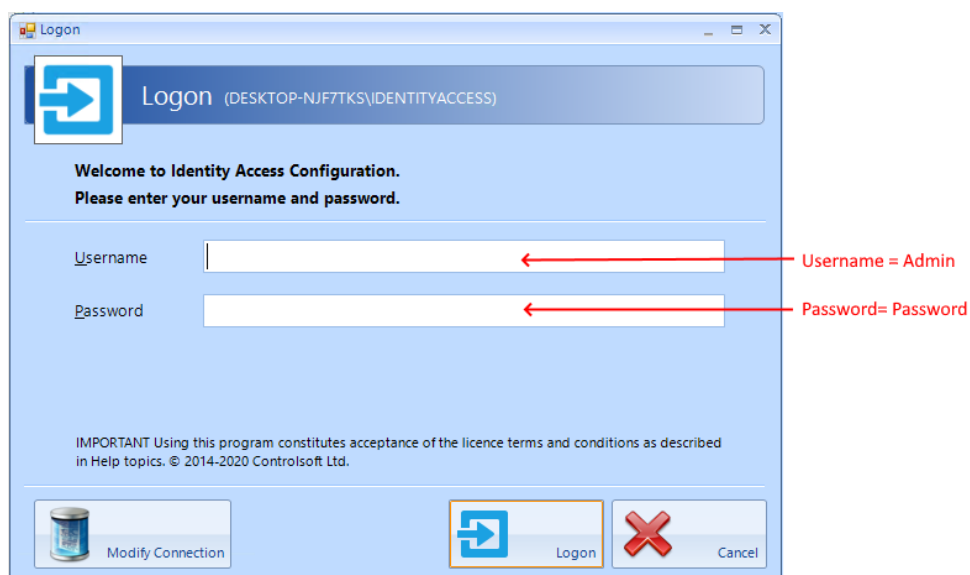 Logon
Logon (DESKTOP-NJF7TKS\IDENTITYACCESS)
Welcome to Identity Access Configuration.
Please enter your username and password.
Username
Username = Admin
Password
Password= Password
IMPORTANT Using this program constitutes acceptance of the licence terms and conditions as described
in Help topics. © 2014-2020 Controlsoft Ltd.
Modify Connection
Logon
Cancel